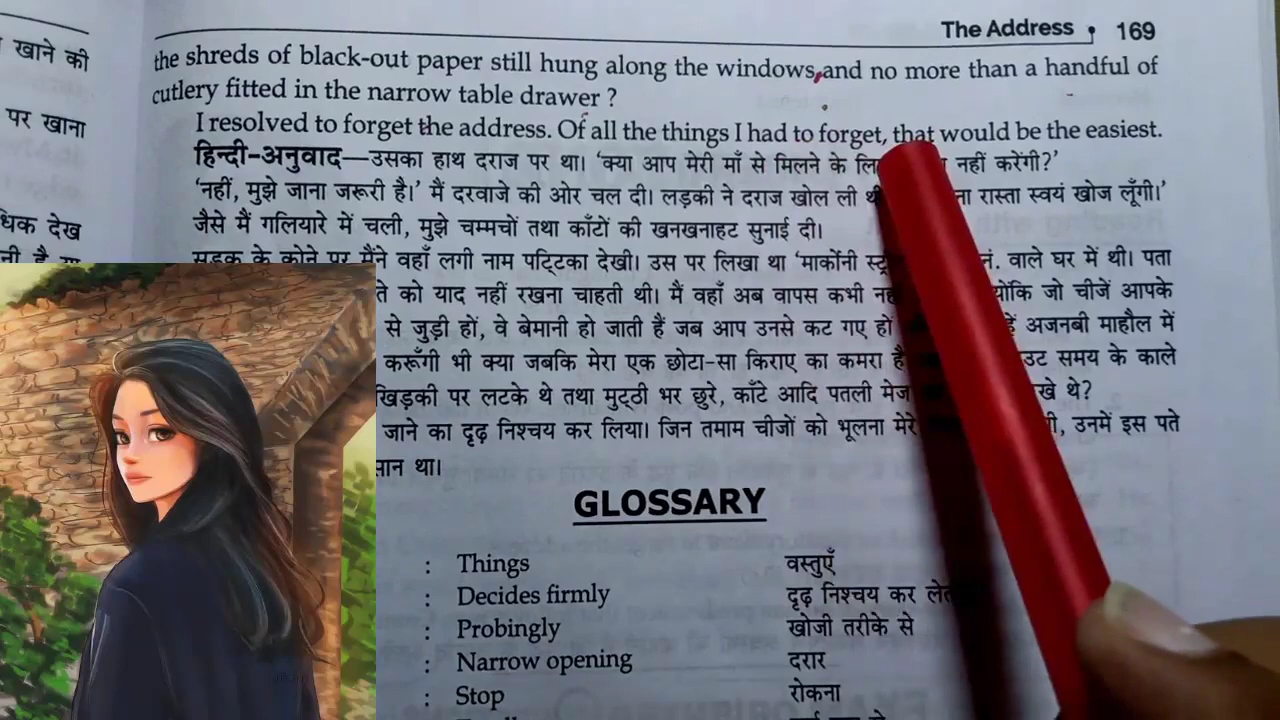 The Address 169
खाने की
the shreds of black-out paper still hung along the windows, and no more than a handful of
cutlery fitted in the narrow table drawer ?
पर खाना
I resolved to forget the address. Of all the things I had to forget, that would be the easiest.
हिन्दी-अनुवाद—उसका हाथ दराज पर था। ‘क्या आप मेरी माँ से मिलने के नहीं करेंगी?’
‘नहीं, मुझे जाना जरूरी है।’ मैं दरवाजे की ओर चल दी। लड़की ने दराज खोल ली रास्ता स्वयं खोज लूँगी।’
धिक देख
जैसे मैं गलियारे में चली, मुझे चम्मचों तथा काँटों की खनखनाहट सुनाई दी।
सड़क के कोने पर मैंने वहाँ लगी नाम पट्टिका देखी। उस पर लिखा था ‘मार्कोनी नं. वाले घर में थी। पता
को याद नहीं रखना चाहती थी। मैं वहाँ अब वापस कभी जो चीजें आपके
से जुड़ी हों, वे बेमानी हो जाती हैं जब आप उनसे कट गए हों अजनबी माहौल में
करूँगी भी क्या जबकि मेरा एक छोटा-सा किराए का कमरा समय के काले
खिड़की पर लटके थे तथा मुट्ठी भर छुरे, काँटे आदि पतली मेज थे?
जाने का दृढ़ निश्चय कर लिया। जिन तमाम चीजों को भूलना उनमें इस पते
था।
GLOSSARY
: Things वस्तुएँ
: Decides firmly दृढ़ निश्चय कर
: Probingly खोजी तरीके से
: Narrow opening दरार
: Stop रोकना